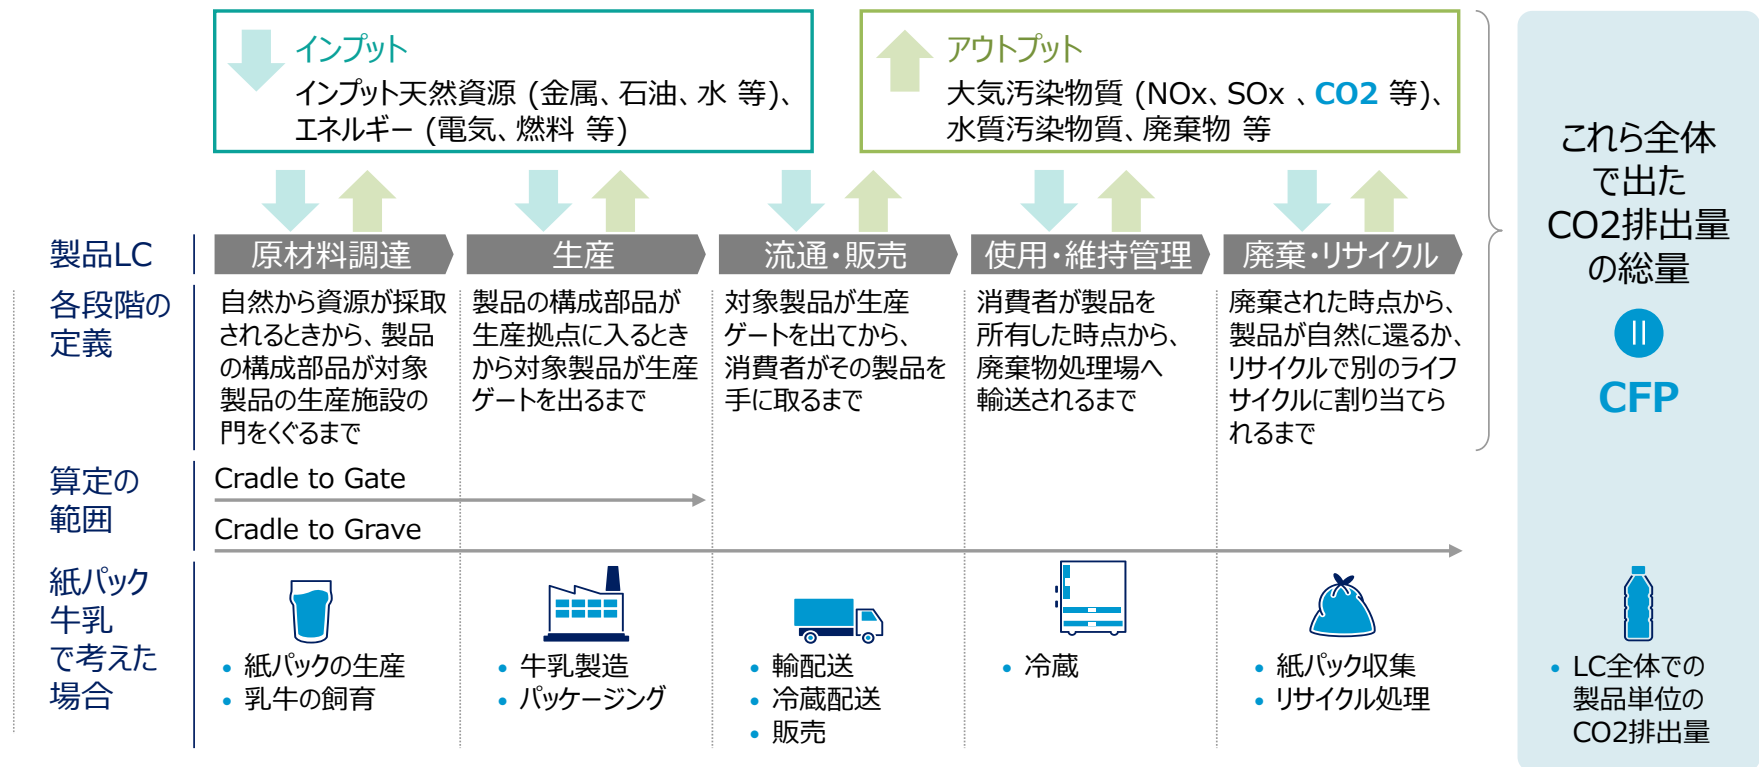 インプット
インプット天然資源 (金属、石油、水 等)、
エネルギー (電気、燃料 等)
アウトプット
大気汚染物質 (NOx、SOx 、CO2 等)、
水質汚染物質、廃棄物 等
製品LC
原材料調達
生産
流通・販売
使用・維持管理
廃棄・リサイクル
各段階の
定義
自然から資源が採取
されるときから、製品
の構成部品が対象
製品の生産施設の
門をくぐるまで
製品の構成部品が
生産拠点に入るとき
から対象製品が生産
ゲートを出るまで
対象製品が生産
ゲートを出てから、
消費者がその製品を
手に取るまで
消費者が製品を
所有した時点から、
廃棄物処理場へ
輸送されるまで
廃棄された時点から、
製品が自然に還るか、
リサイクルで別のライフ
サイクルに割り当てら
れるまで
算定の
範囲
Cradle to Gate
Cradle to Grave
紙パック
牛乳
で考えた
場合
• 紙パックの生産
• 乳牛の飼育
• 牛乳製造
• パッケージング
• 輸配送
• 冷蔵配送
• 販売
• 冷蔵
• 紙パック収集
• リサイクル処理
これら全体
で出た
CO2排出量
の総量
=
CFP
• LC全体での
製品単位の
CO2排出量